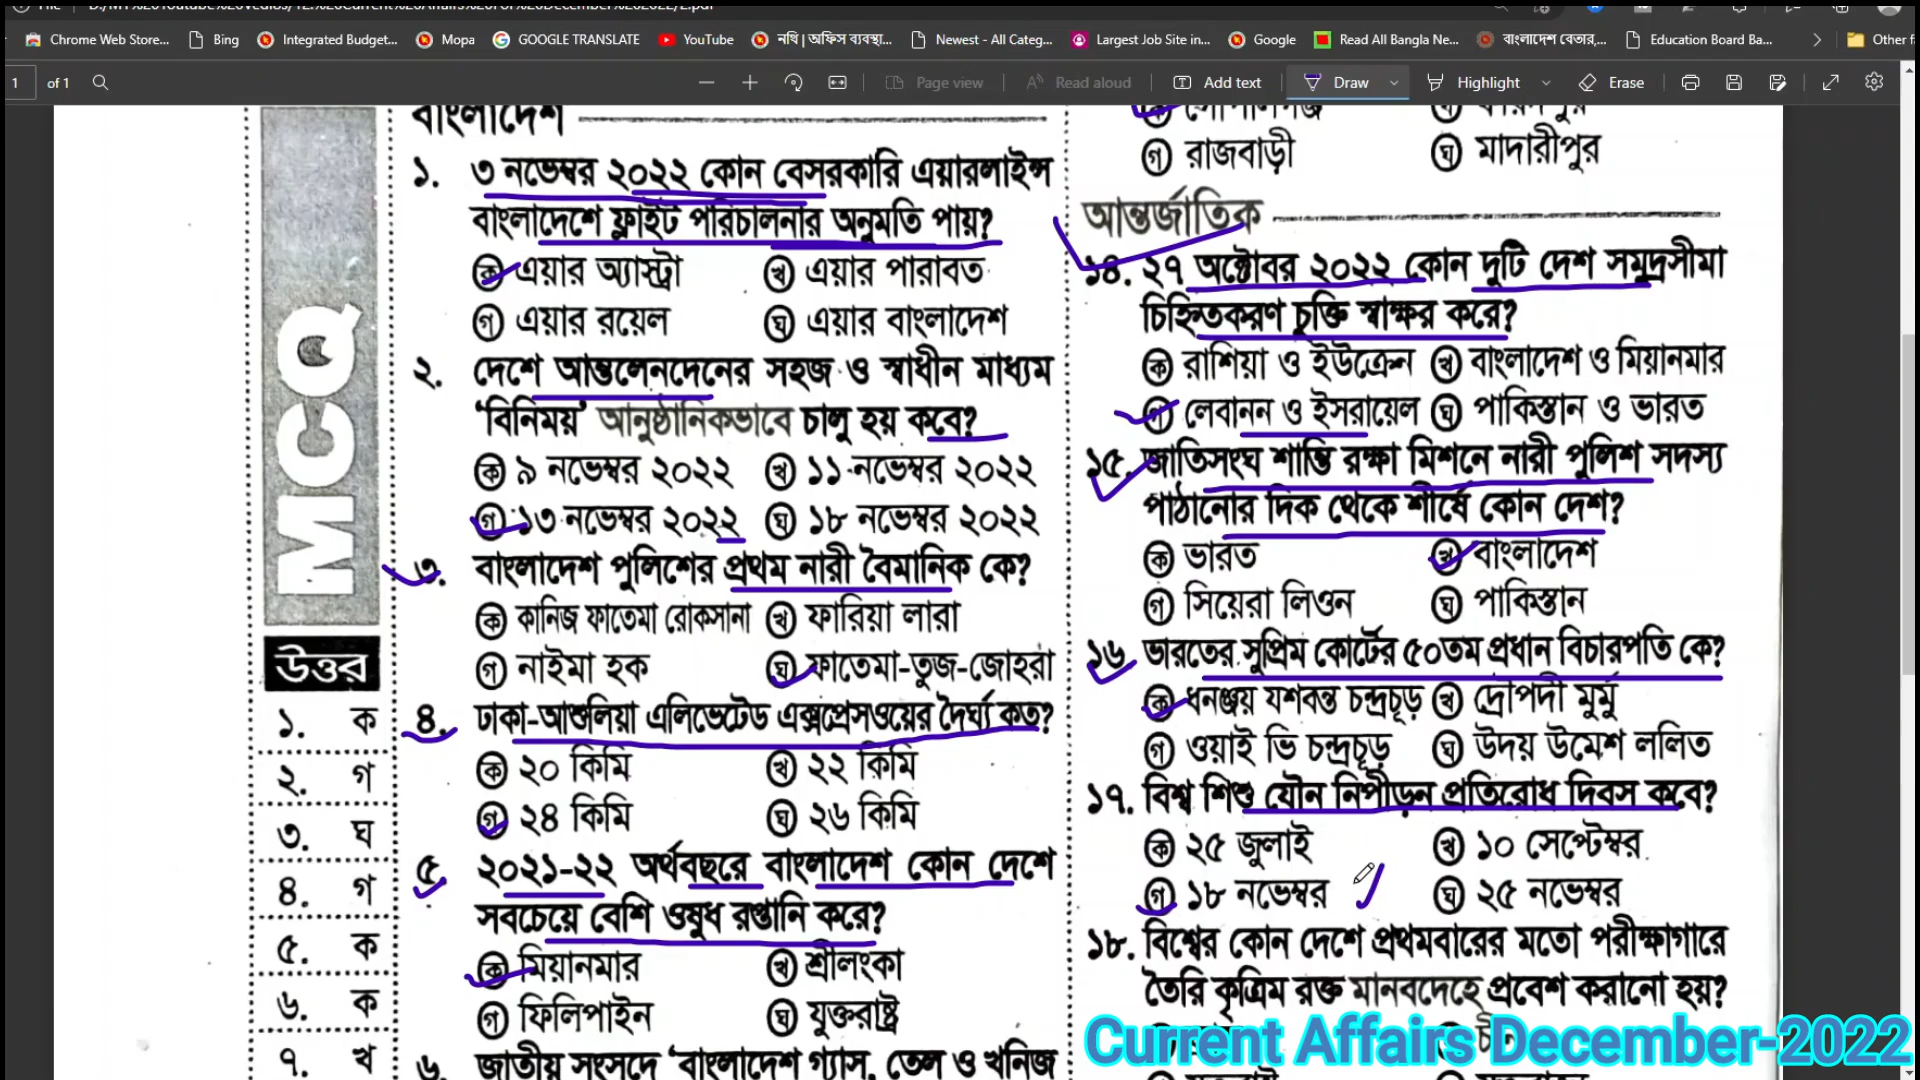 Chrome Web Store...
Bing
Integrated Budget...
Mopa
GOOGLE TRANSLATE
YouTube
নথি | অফিস ব্যবস্থা...
Newest - All Categ...
Largest Job Site in...
Google
Read All Bangla Ne...
বাংলাদেশ বেতার,...
Education Board Ba...
Other f
1 of 1
Page view
Read aloud
Add text
Draw
Highlight
Erase
MCQ
উত্তর
১. ক
২. গ
৩. ঘ
৪. গ
৫. ক
৬. ক
৭. খ
বাংলাদেশ
১. ৩ নভেম্বর ২০২২ কোন বেসরকারি এয়ারলাইন্স
বাংলাদেশে ফ্লাইট পরিচালনার অনুমতি পায়?
ক এয়ার অ্যাস্ট্রা খ এয়ার পারাবত
গ এয়ার রয়েল ঘ এয়ার বাংলাদেশ
২. দেশে আন্তলেনদেনের সহজ ও স্বাধীন মাধ্যম
‘বিনিময়’ আনুষ্ঠানিকভাবে চালু হয় কবে?
ক ৯ নভেম্বর ২০২২ খ ১১ নভেম্বর ২০২২
গ ১৩ নভেম্বর ২০২২ ঘ ১৮ নভেম্বর ২০২২
৩. বাংলাদেশ পুলিশের প্রথম নারী বৈমানিক কে?
ক কানিজ ফাতেমা রোকসানা খ ফারিয়া লারা
গ নাইমা হক ঘ ফাতেমা-তুজ-জোহরা
৪. ঢাকা-আশুলিয়া এলিভেটেড এক্সপ্রেসওয়ের দৈর্ঘ্য কত?
ক ২০ কিমি খ ২২ কিমি
গ ২৪ কিমি ঘ ২৬ কিমি
৫. ২০২১-২২ অর্থবছরে বাংলাদেশ কোন দেশে
সবচেয়ে বেশি ওষুধ রপ্তানি করে?
ক মিয়ানমার খ শ্রীলংকা
গ ফিলিপাইন ঘ যুক্তরাষ্ট্র
৬. জাতীয় সংসদে ‘বাংলাদেশ গ্যাস, তেল ও খনিজ
গ রাজবাড়ী ঘ মাদারীপুর
আন্তর্জাতিক
১৪. ২৭ অক্টোবর ২০২২ কোন দুটি দেশ সমুদ্রসীমা
চিহ্নিতকরণ চুক্তি স্বাক্ষর করে?
ক রাশিয়া ও ইউক্রেন খ বাংলাদেশ ও মিয়ানমার
গ লেবানন ও ইসরায়েল ঘ পাকিস্তান ও ভারত
১৫. জাতিসংঘ শান্তি রক্ষা মিশনে নারী পুলিশ সদস্য
পাঠানোর দিক থেকে শীর্ষে কোন দেশ?
ক ভারত খ বাংলাদেশ
গ সিয়েরা লিওন ঘ পাকিস্তান
১৬. ভারতের সুপ্রিম কোর্টের ৫০তম প্রধান বিচারপতি কে?
ক ধনঞ্জয় যশবন্ত চন্দ্রচূড় খ দ্রৌপদী মুর্মু
গ ওয়াই ভি চন্দ্রচূড় ঘ উদয় উমেশ ললিত
১৭. বিশ্ব শিশু যৌন নিপীড়ন প্রতিরোধ দিবস কবে?
ক ২৫ জুলাই খ ১০ সেপ্টেম্বর
গ ১৮ নভেম্বর ঘ ২৫ নভেম্বর
১৮. বিশ্বের কোন দেশে প্রথমবারের মতো পরীক্ষাগারে
তৈরি কৃত্রিম রক্ত মানবদেহে প্রবেশ করানো হয়?
Current Affairs December-2022